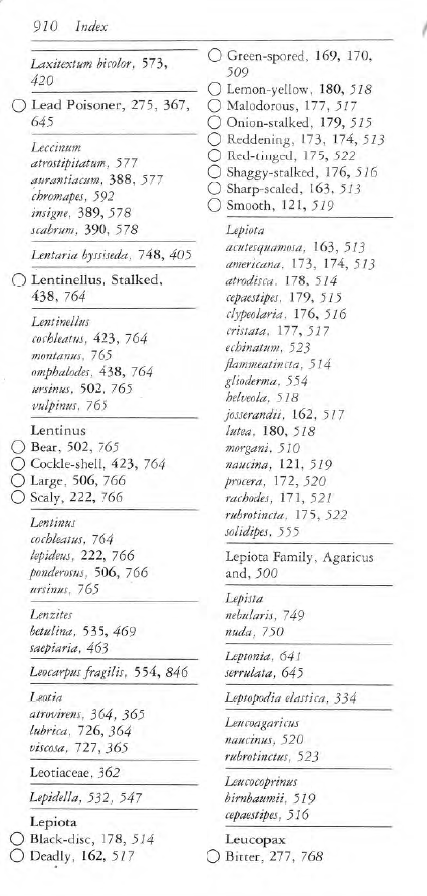 910 Index
Laxitextum bicolor, 573,
420
Lead Poisoner, 275, 367,
645
Leccinum
atrostipitatum, 577
aurantiacum, 388, 577
chromapes, 592
insigne, 389, 578
scabrum, 390, 578
Lentaria byssiseda, 748, 405
Lentinellus, Stalked,
438, 764
Lentinellus
cochleatus, 423, 764
montanus, 765
omphalodes, 438, 764
ursinus, 502, 765
vulpinus, 765
Lentinus
Bear, 502, 765
Cockle-shell, 423, 764
Large, 506, 766
Scaly, 222, 766
Lentinus
cochleatus, 764
lepideus, 222, 766
ponderosus, 506, 766
ursinus, 765
Lenzites
betulina, 535, 469
saepiaria, 463
Leocarpus fragilis, 554, 846
Leotia
atrovirens, 364, 365
lubrica, 726, 364
viscosa, 727, 365
Leotiaceae, 362
Lepidella, 532, 547
Lepiota
Black-disc, 178, 514
Deadly, 162, 517
Green-spored, 169, 170,
509
Lemon-yellow, 180, 518
Malodorous, 177, 517
Onion-stalked, 179, 515
Reddening, 173, 174, 513
Red-tinged, 175, 522
Shaggy-stalked, 176, 516
Sharp-scaled, 163, 513
Smooth, 121, 519
Lepiota
acutesquamosa, 163, 513
americana, 173, 174, 513
atrodisca, 178, 514
cepaestipes, 179, 515
clypeolaria, 176, 516
cristata, 177, 517
echinatum, 523
flammeatincta, 514
glioderma, 554
helveola, 518
josserandii, 162, 517
lutea, 180, 518
morgani, 510
naucina, 121, 519
procera, 172, 520
rachodes, 171, 521
rubrotincta, 175, 522
solidipes, 555
Lepiota Family, Agaricus
and, 500
Lepista
nebularis, 749
nuda, 750
Leptonia, 641
serrulata, 645
Leptopodia elastica, 334
Leucoagaricus
naucinus, 520
rubrotinctus, 523
Leucocoprinus
birnbaumii, 519
cepaestipes, 516
Leucopax
Bitter, 277, 768